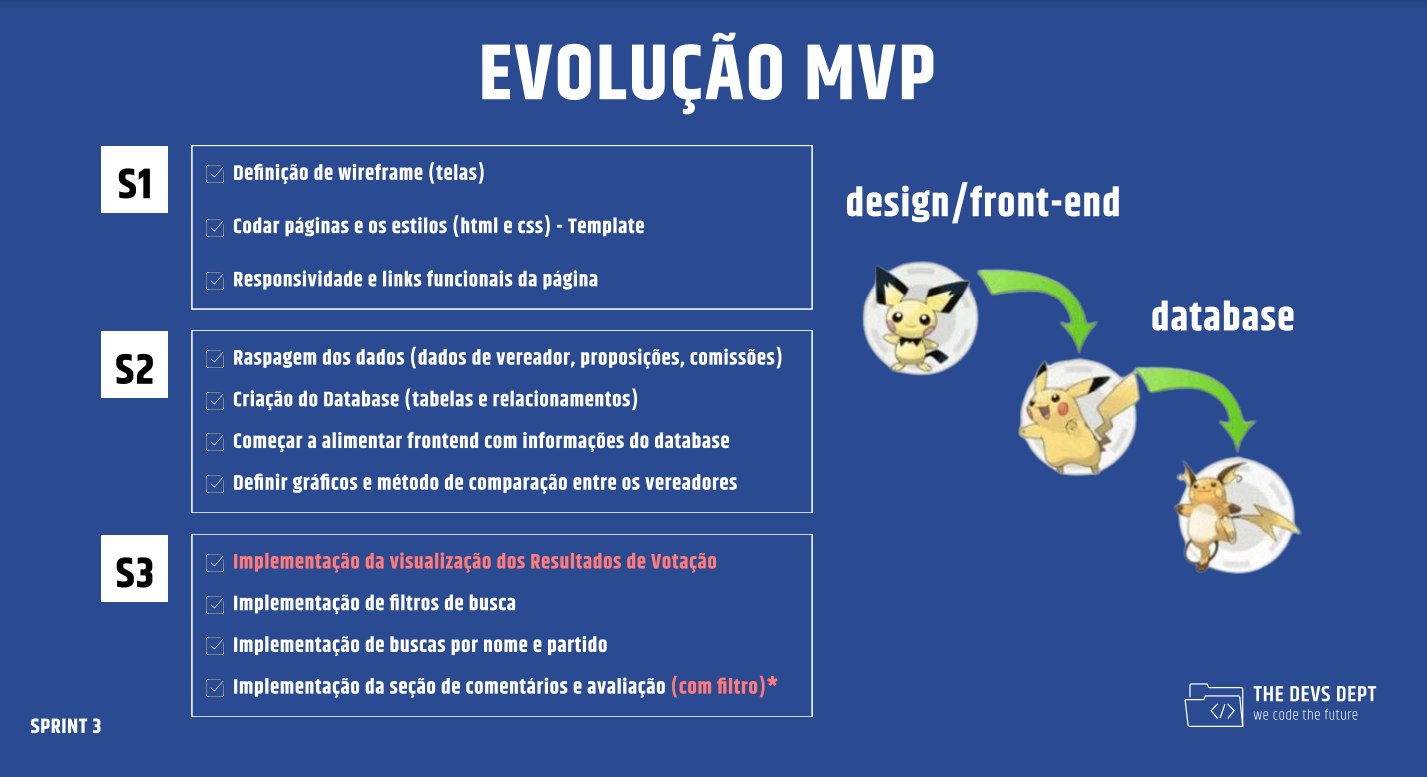 EVOLUÇÃO MVP
S1
Definição de wireframe (telas)
Codar páginas e os estilos (html e css) - Template
Responsividade e links funcionais da página
design/front-end
database
S2
Raspagem dos dados (dados de vereador, proposições, comissões)
Criação do Database (tabelas e relacionamentos)
Começar a alimentar frontend com informações do database
Definir gráficos e método de comparação entre os vereadores
S3
Implementação da visualização dos Resultados de Votação
Implementação de filtros de busca
Implementação de buscas por nome e partido
Implementação da seção de comentários e avaliação (com filtro)*
SPRINT 3
</>
THE DEVS DEPT
we code the future